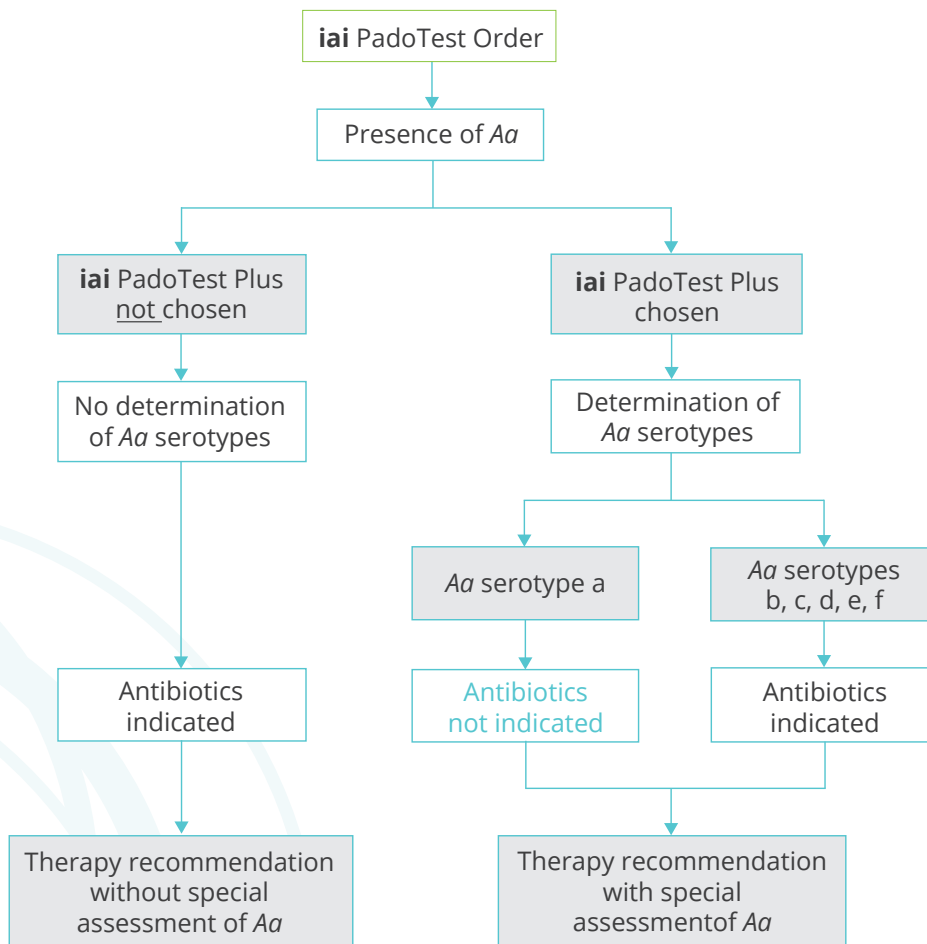 iai PadoTest Order
Presence of Aa
iai PadoTest Plus
not chosen
iai PadoTest Plus
chosen
No determination
of Aa serotypes
Determination of
Aa serotypes
Aa serotype a
Aa serotypes
b, c, d, e, f
Antibiotics
indicated
Antibiotics
not indicated
Antibiotics
indicated
Therapy recommendation
without special
assessment of Aa
Therapy recommendation
with special
assessmentof Aa